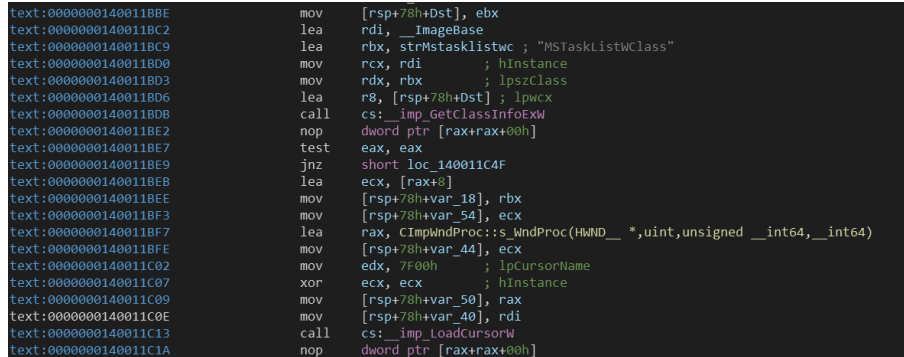 text:0000000140011BBE mov [rsp+78h+Dst], ebx
text:0000000140011BC2 lea rdi, __ImageBase
text:0000000140011BC9 lea rbx, strMstasklistwc ; "MSTaskListWClass"
text:0000000140011BD0 mov rcx, rdi ; hInstance
text:0000000140011BD3 mov rdx, rbx ; lpszClass
text:0000000140011BD6 lea r8, [rsp+78h+Dst] ; lpwcx
text:0000000140011BDB call cs:__imp_GetClassInfoExW
text:0000000140011BE2 nop dword ptr [rax+rax+00h]
text:0000000140011BE7 test eax, eax
text:0000000140011BE9 jnz short loc_140011C4F
text:0000000140011BEB lea ecx, [rax+8]
text:0000000140011BEE mov [rsp+78h+var_18], rbx
text:0000000140011BF3 mov [rsp+78h+var_54], ecx
text:0000000140011BF7 lea rax, CImpWndProc::s_WndProc(HWND__ *,uint,unsigned __int64,__int64)
text:0000000140011BFE mov [rsp+78h+var_44], ecx
text:0000000140011C02 mov edx, 7F00h ; lpCursorName
text:0000000140011C07 xor ecx, ecx ; hInstance
text:0000000140011C09 mov [rsp+78h+var_50], rax
text:0000000140011C0E mov [rsp+78h+var_40], rdi
text:0000000140011C13 call cs:__imp_LoadCursorW
text:0000000140011C1A nop dword ptr [rax+rax+00h]